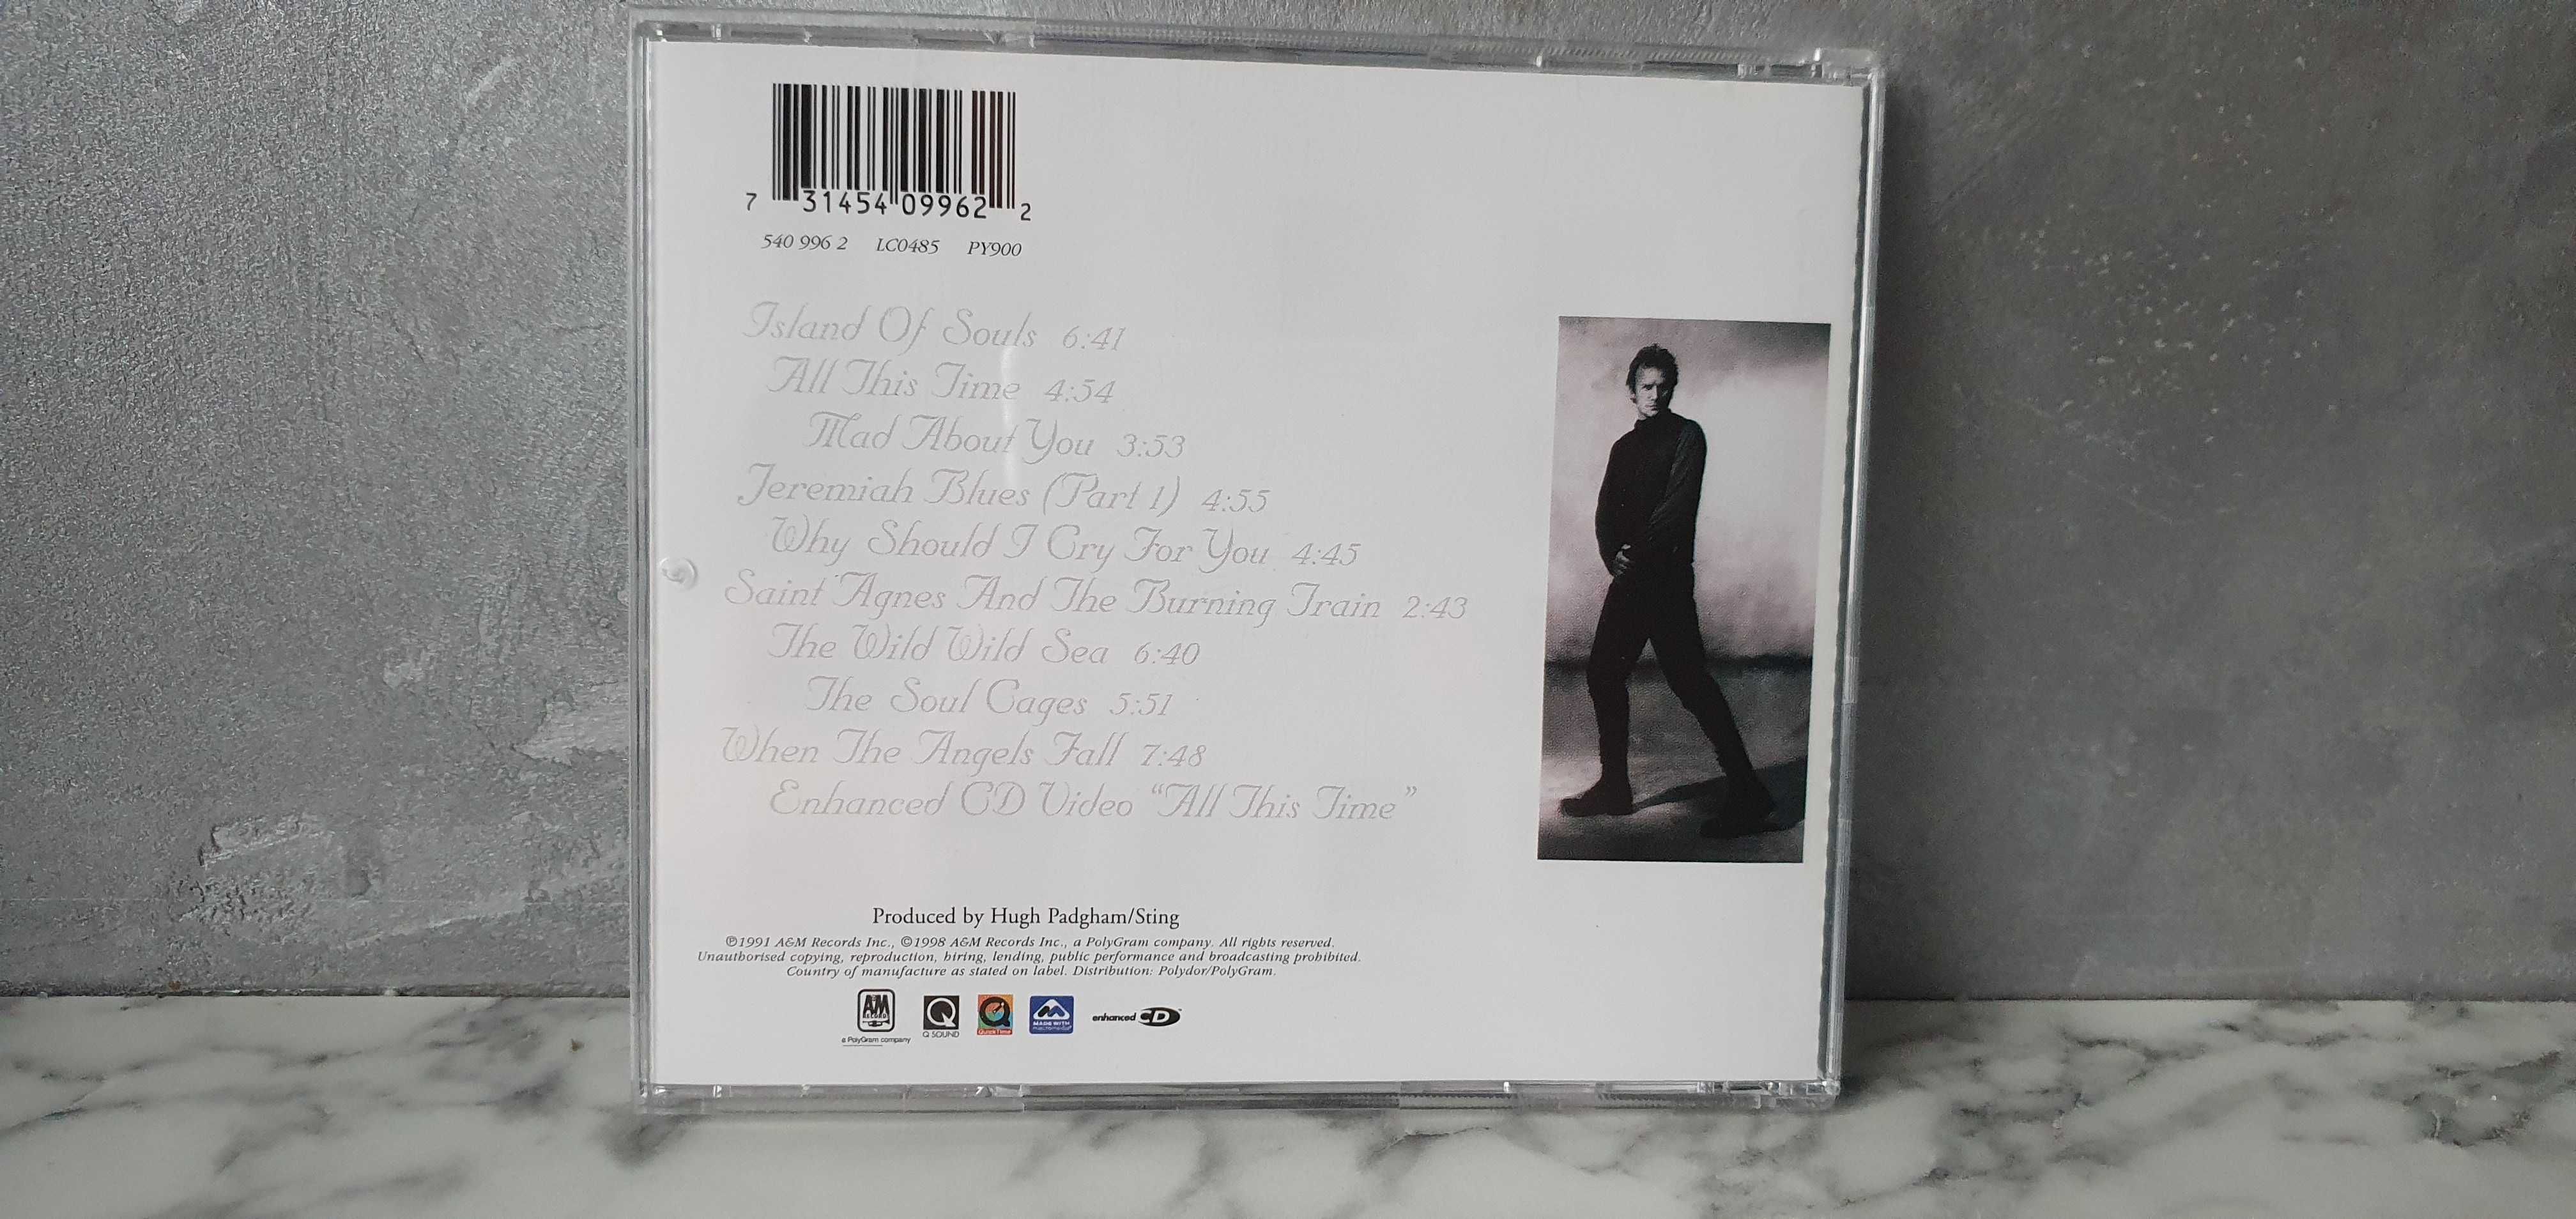 7 31454 09962 2
540 996 2 LC0485 PY900
Island Of Souls 6:41
All This Time 4:54
Mad About You 3:53
Jeremiah Blues (Part 1) 4:55
Why Should I Cry For You 4:45
Saint Agnes And The Burning Train 2:43
The Wild Wild Sea 6:40
The Soul Cages 5:51
When The Angels Fall 7:48
Enhanced CD Video “All This Time”
Produced by Hugh Padgham/Sting
℗1991 A&M Records Inc., ©1998 A&M Records Inc., a PolyGram company. All rights reserved.
Unauthorised copying, reproduction, hiring, lending, public performance and broadcasting prohibited.
Country of manufacture as stated on label. Distribution: Polydor/PolyGram.
A&M RECORDS
a PolyGram company
Q SOUND
QuickTime
MADE WITH
macromedia
enhanced CD